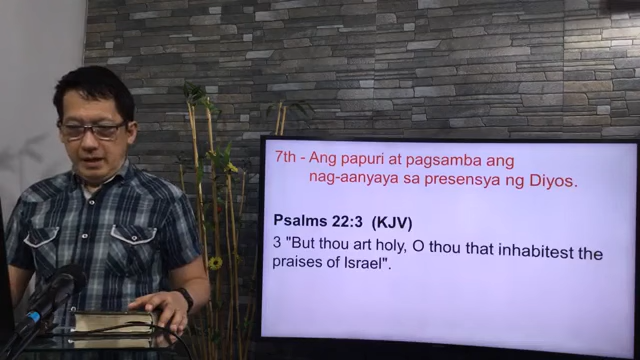 7th - Ang papuri at pagsamba ang
nag-aanyaya sa presensya ng Diyos.
Psalms 22:3 (KJV)
3 "But thou art holy, O thou that inhabitest the
praises of Israel".